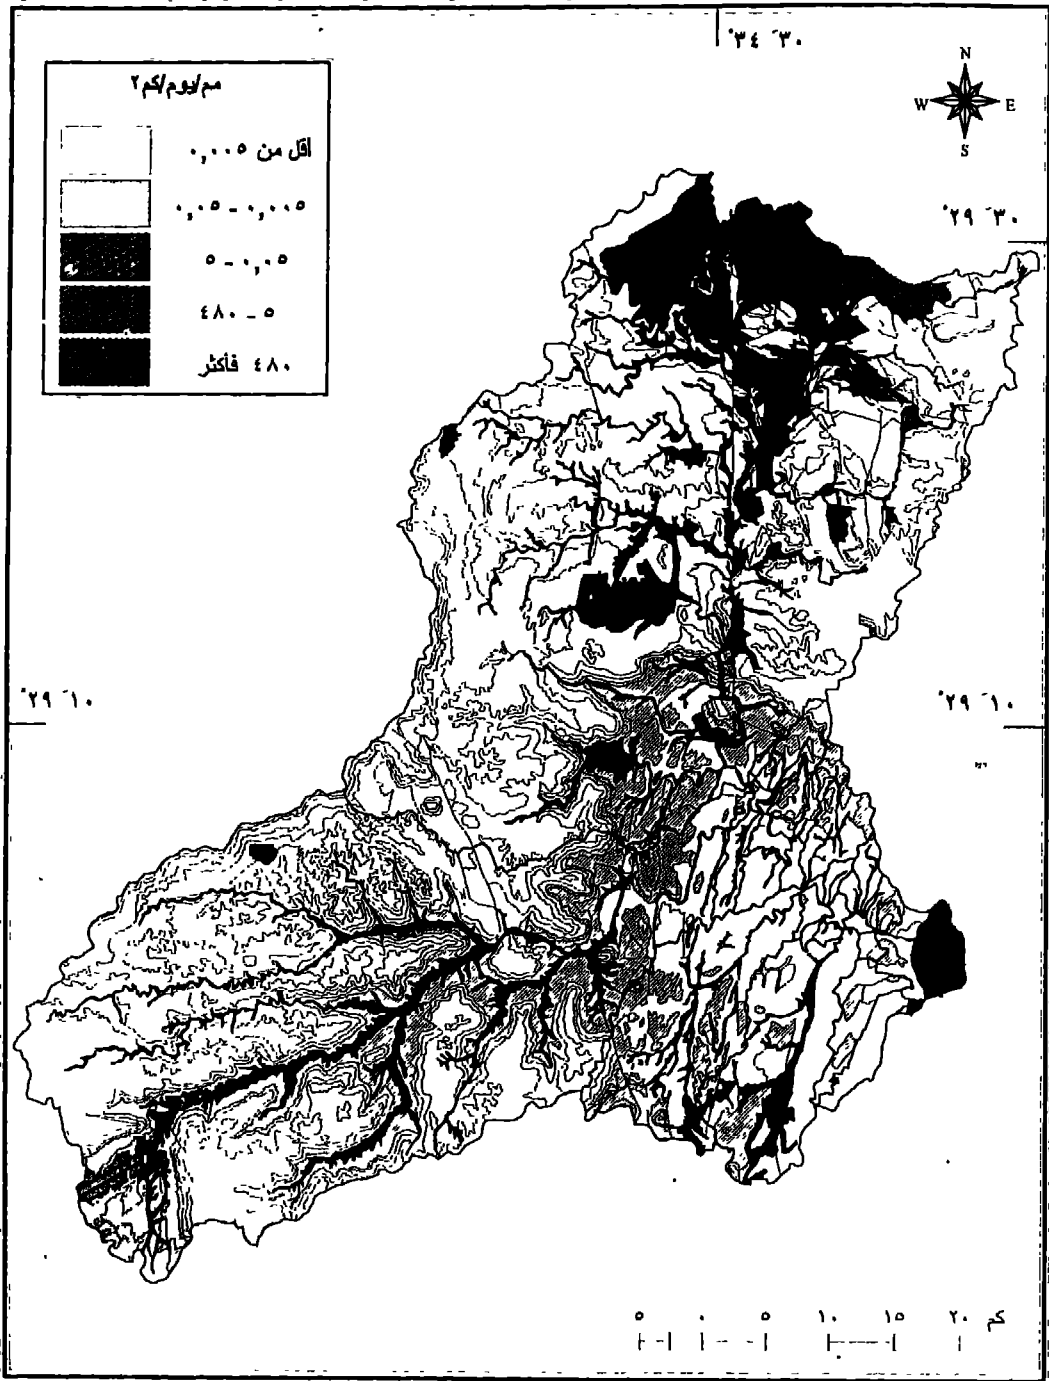 °٣٤ ´٣٠
N
W E
S
مم/يوم/كم٢
أقل من ٠,٠٠٥
٠,٠٠٥ - ٠,٠٥
٠,٠٥ - ٥
٥ - ٤٨٠
٤٨٠ فأكثر
°٢٩ ´٣٠
°٢٩ ´١٠
°٢٩ ´١٠
٥ ٠ ٥ ١٠ ١٥ ٢٠ كم